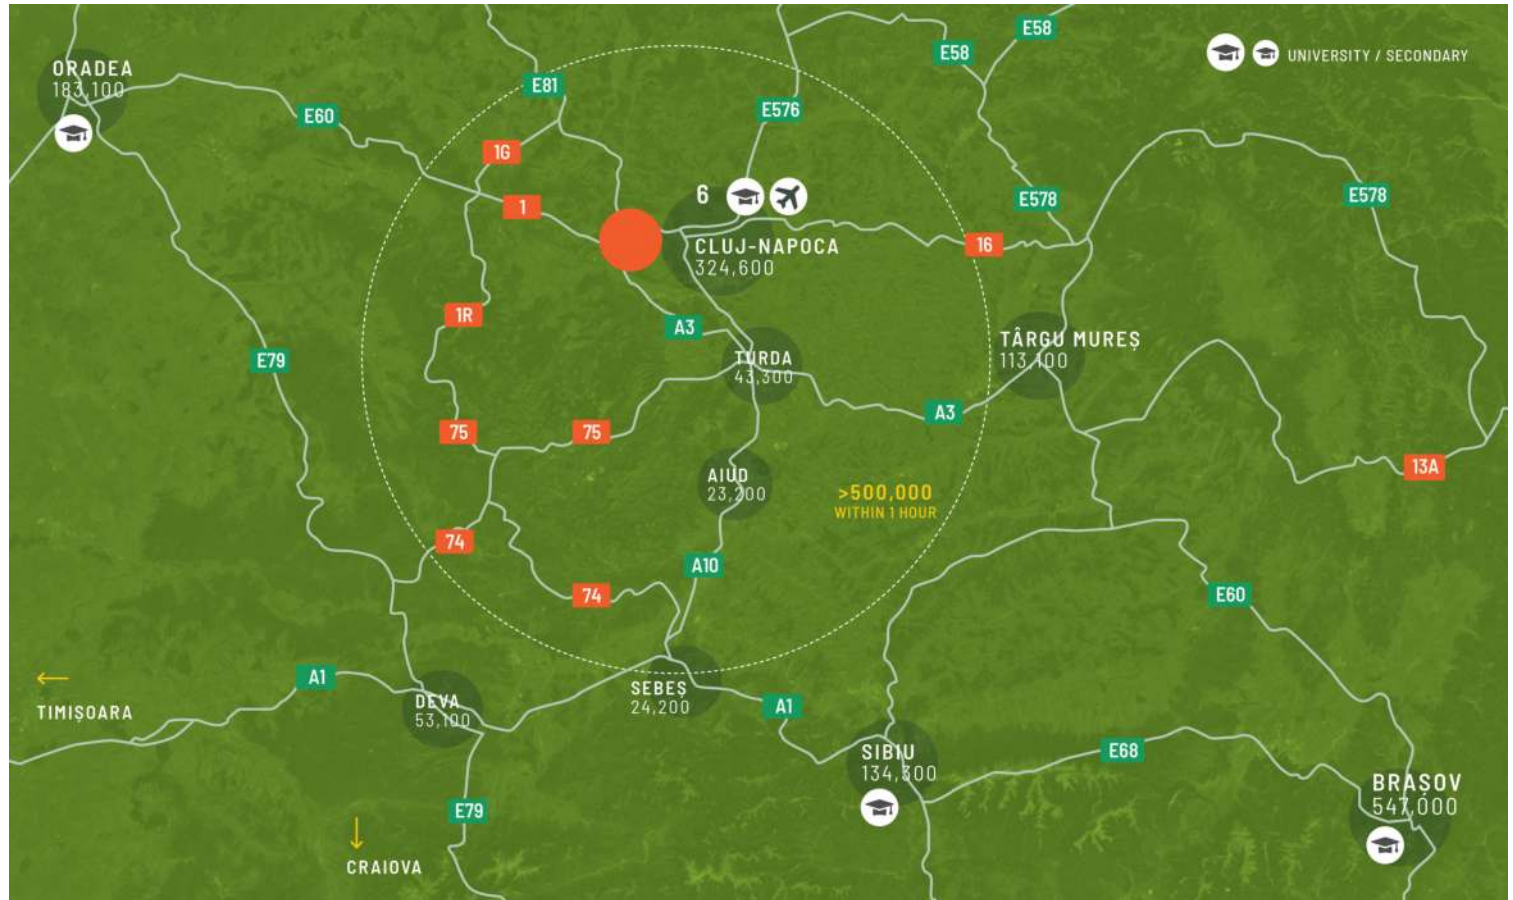 ORADEA
183,100
E60
E81
1G
1
E576
E58
E58
UNIVERSITY / SECONDARY
6
CLUJ-NAPOCA
324,600
E578
E578
16
1R
A3
E79
TURDA
43,300
TÂRGU MUREȘ
113,100
A3
75
75
AIUD
23,200
>500,000
WITHIN 1 HOUR
13A
74
74
A10
E60
A1
TIMIȘOARA
DEVA
53,100
SEBEȘ
24,200
A1
SIBIU
134,300
E68
BRAȘOV
547,000
E79
CRAIOVA